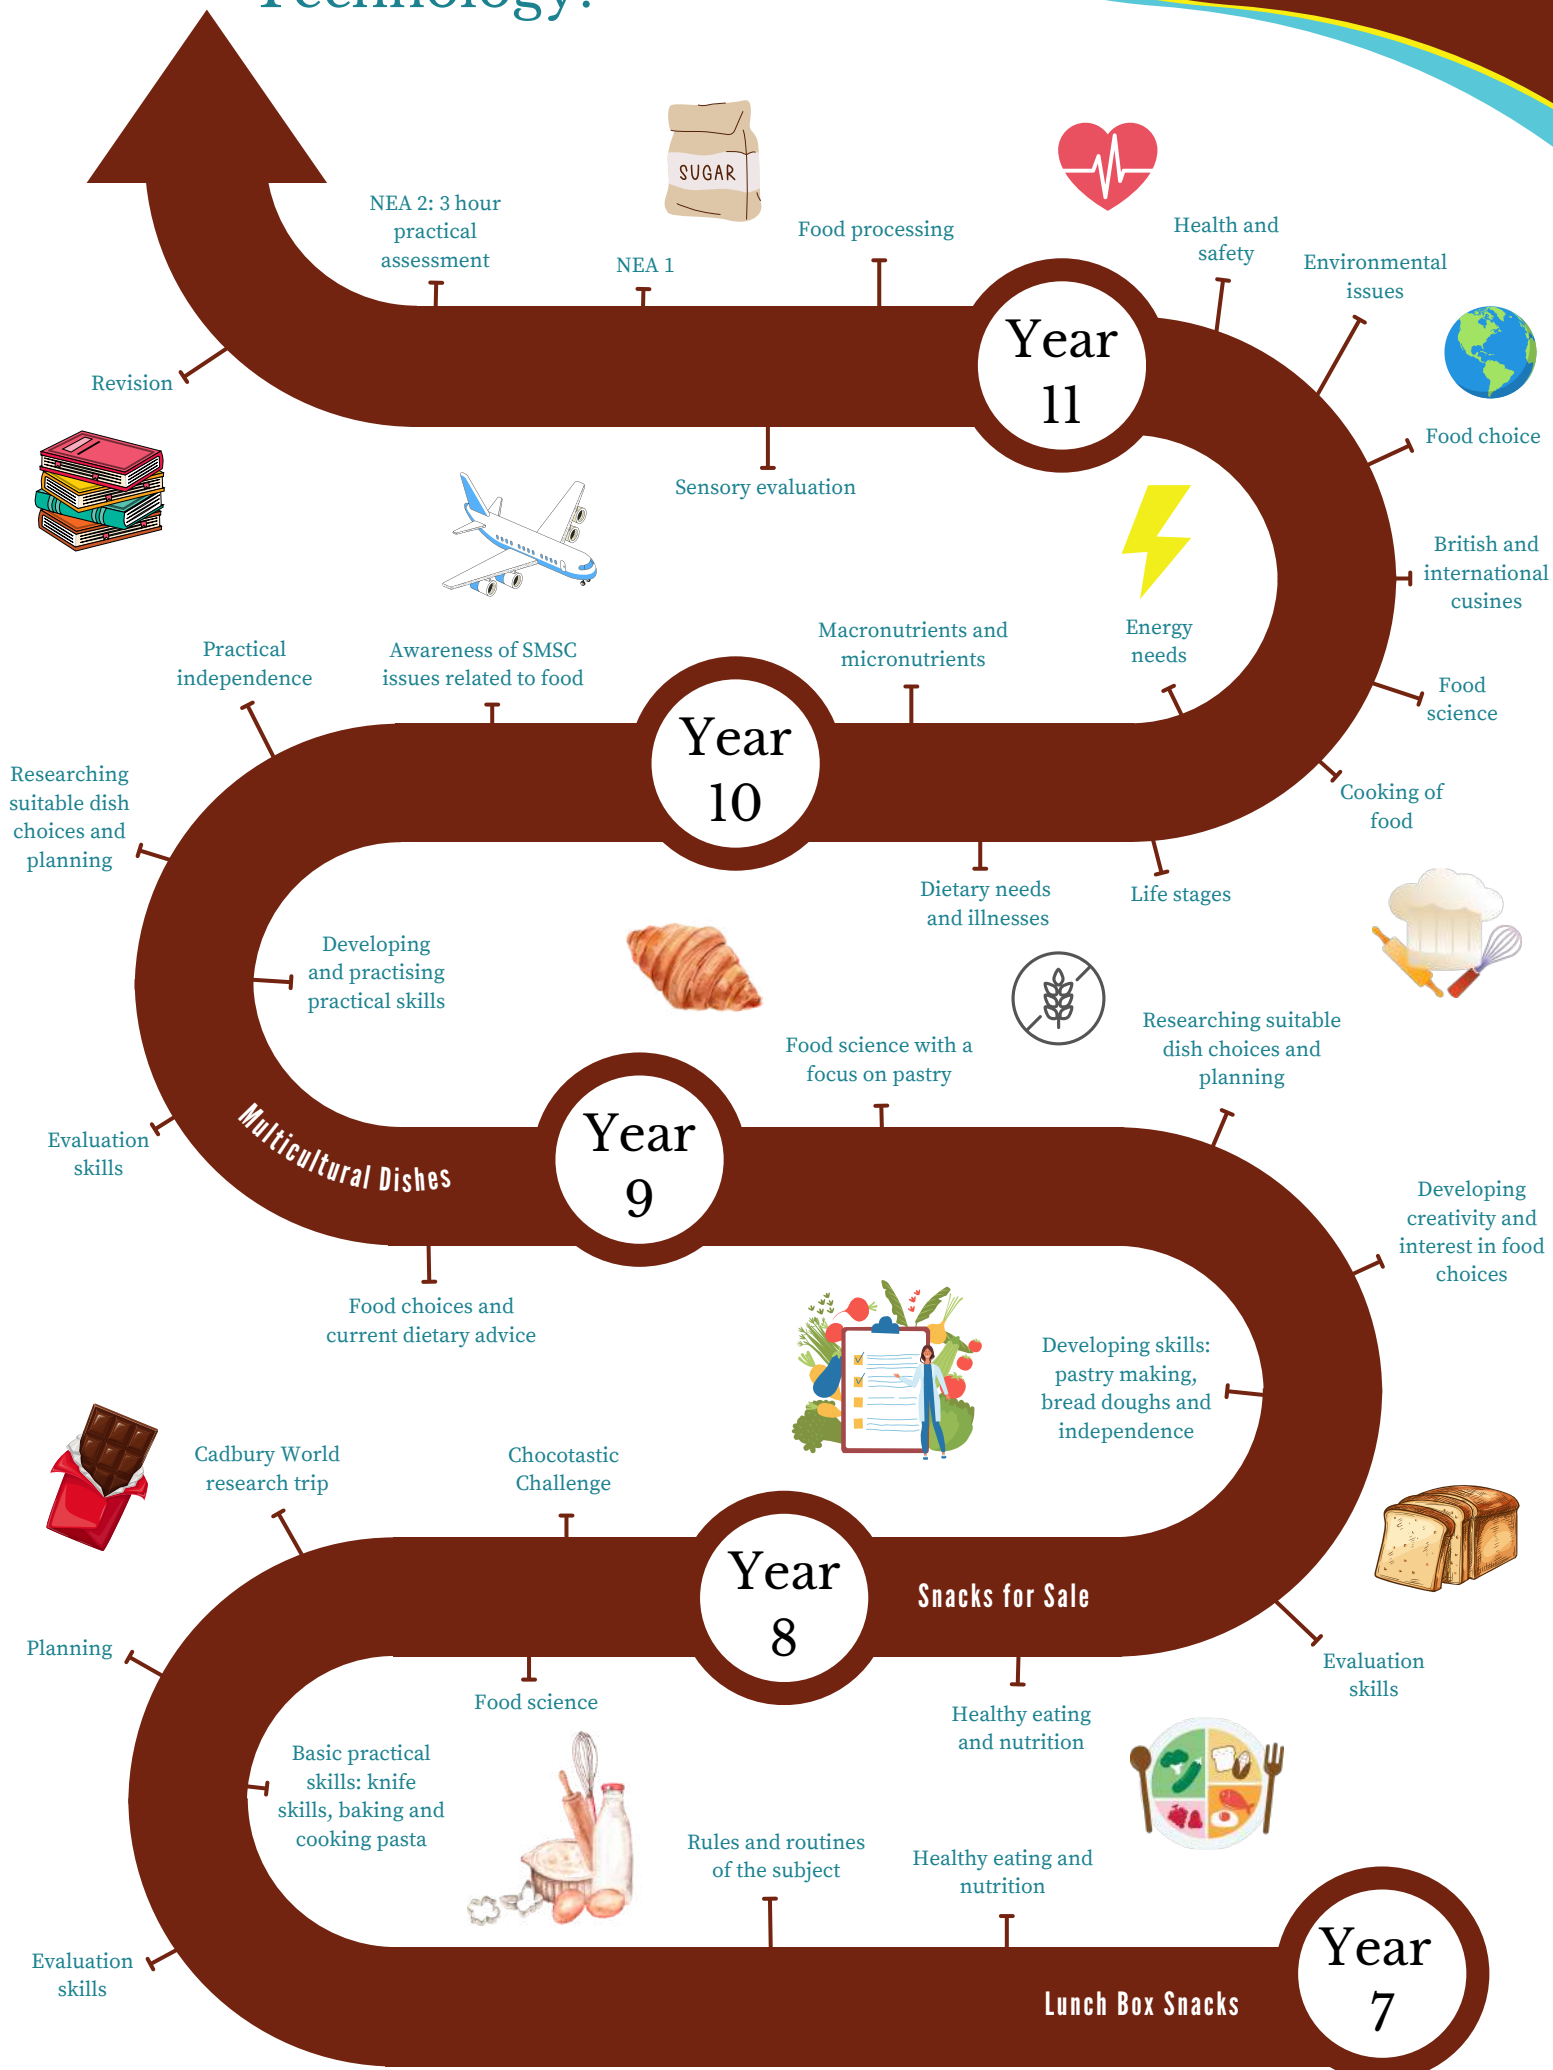 Technology:
SUGAR
NEA 2: 3 hour
practical
assessment
NEA 1
Food processing
Health and
safety
Environmental
issues
Year
11
Revision
Food choice
Sensory evaluation
British and
international
cusines
Energy
needs
Macronutrients and
micronutrients
Practical
independence
Awareness of SMSC
issues related to food
Food
science
Year
10
Researching
suitable dish
choices and
planning
Cooking of
food
Dietary needs
and illnesses
Life stages
Developing
and practising
practical skills
Researching suitable
dish choices and
planning
Food science with a
focus on pastry
Evaluation
skills
Multicultural Dishes
Year
9
Developing
creativity and
interest in food
choices
Food choices and
current dietary advice
Developing skills:
pastry making,
bread doughs and
independence
Cadbury World
research trip
Chocotastic
Challenge
Year
8
Snacks for Sale
Planning
Evaluation
skills
Food science
Healthy eating
and nutrition
Basic practical
skills: knife
skills, baking and
cooking pasta
Rules and routines
of the subject
Healthy eating and
nutrition
Evaluation
skills
Lunch Box Snacks
Year
7